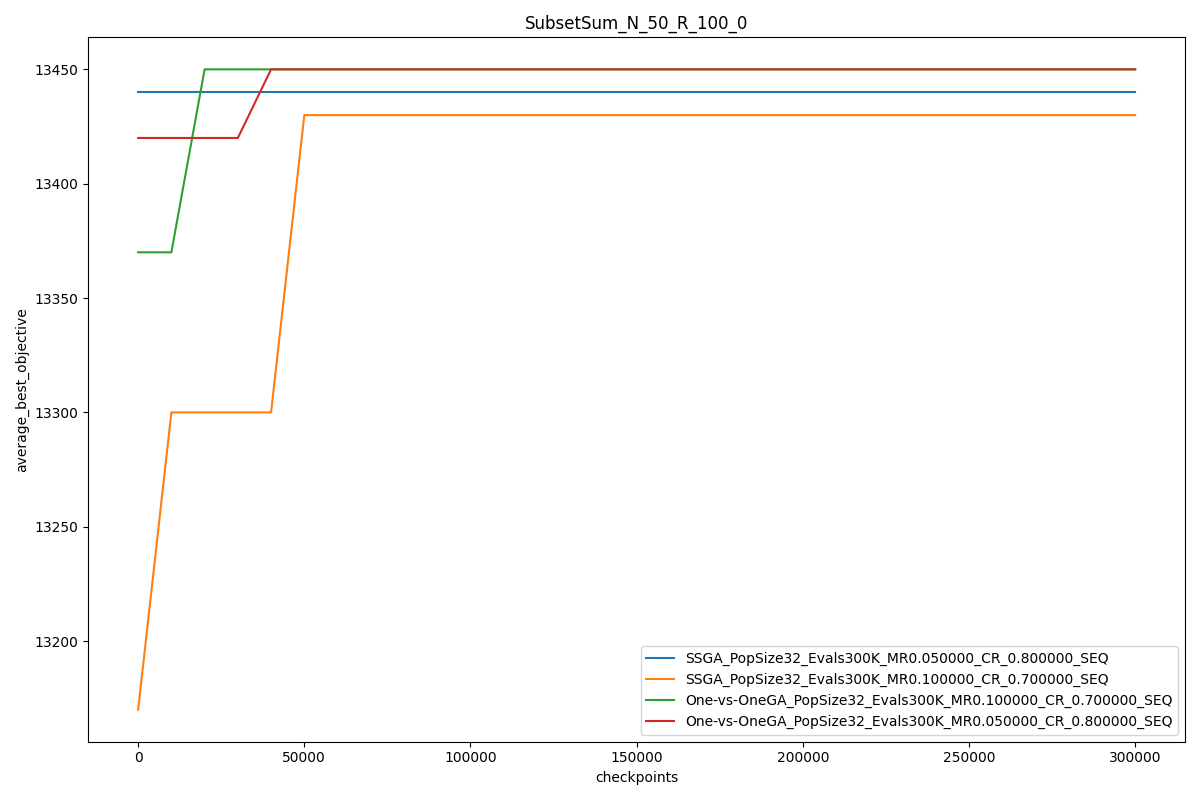 SubsetSum_N_50_R_100_0
average_best_objective
13450
13400
13350
13300
13250
13200
0
50000
100000
150000
200000
250000
300000
checkpoints
SSGA_PopSize32_Evals300K_MR0.050000_CR_0.800000_SEQ
SSGA_PopSize32_Evals300K_MR0.100000_CR_0.700000_SEQ
One-vs-OneGA_PopSize32_Evals300K_MR0.100000_CR_0.700000_SEQ
One-vs-OneGA_PopSize32_Evals300K_MR0.050000_CR_0.800000_SEQ